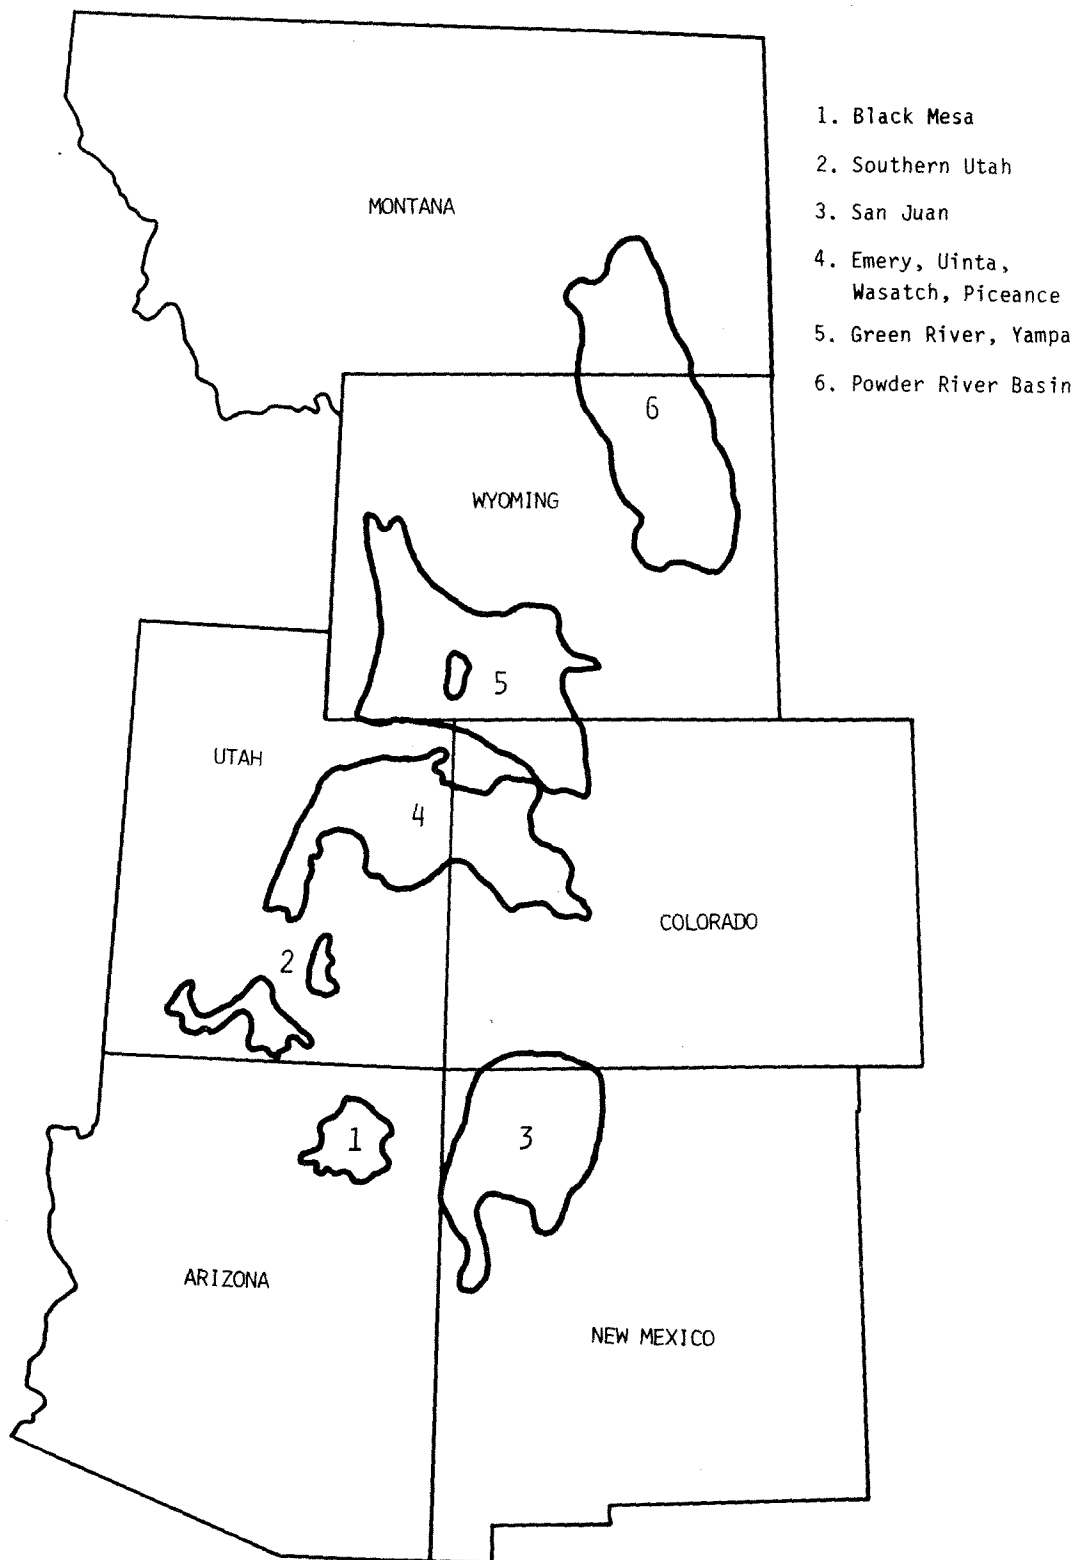 1. Black Mesa
2. Southern Utah
3. San Juan
4. Emery, Uinta,
Wasatch, Piceance
5. Green River, Yampa
6. Powder River Basin
MONTANA
6
WYOMING
5
UTAH
4
COLORADO
2
1
3
ARIZONA
NEW MEXICO